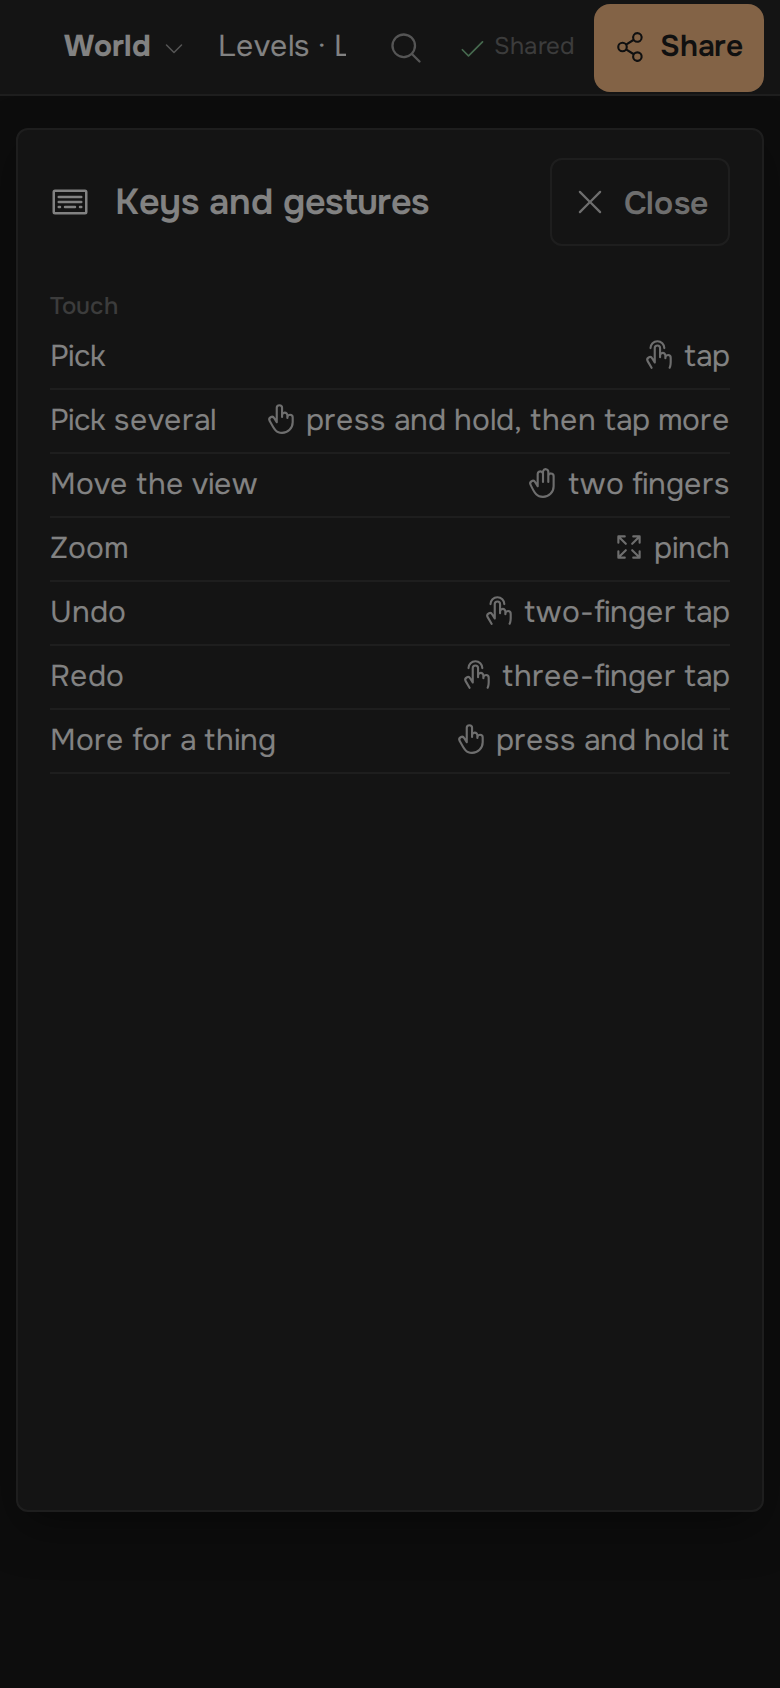 World
Levels · L
Shared
Share
Keys and gestures
Close
Touch
Pick
tap
Pick several
press and hold, then tap more
Move the view
two fingers
Zoom
pinch
Undo
two-finger tap
Redo
three-finger tap
More for a thing
press and hold it